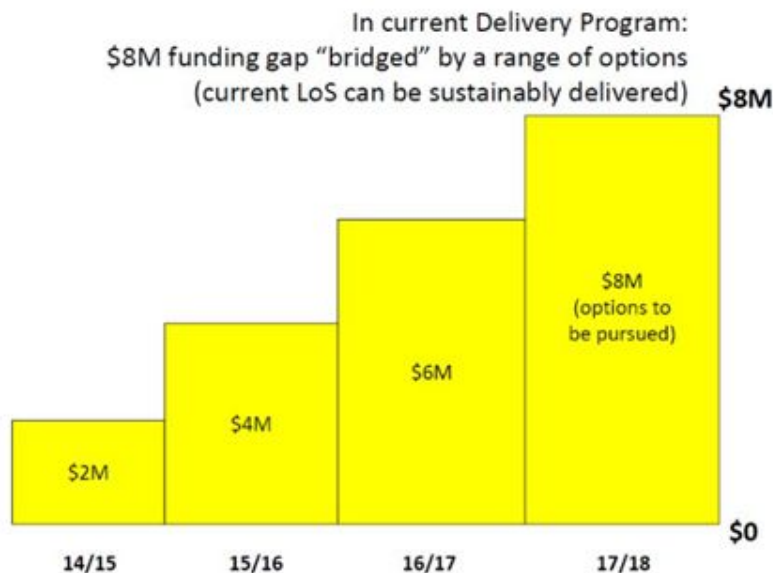 In current Delivery Program:
$8M funding gap “bridged” by a range of options
(current LoS can be sustainably delivered)
$8M
$8M
(options to
be pursued)
$6M
$4M
$2M
$0
14/15
15/16
16/17
17/18